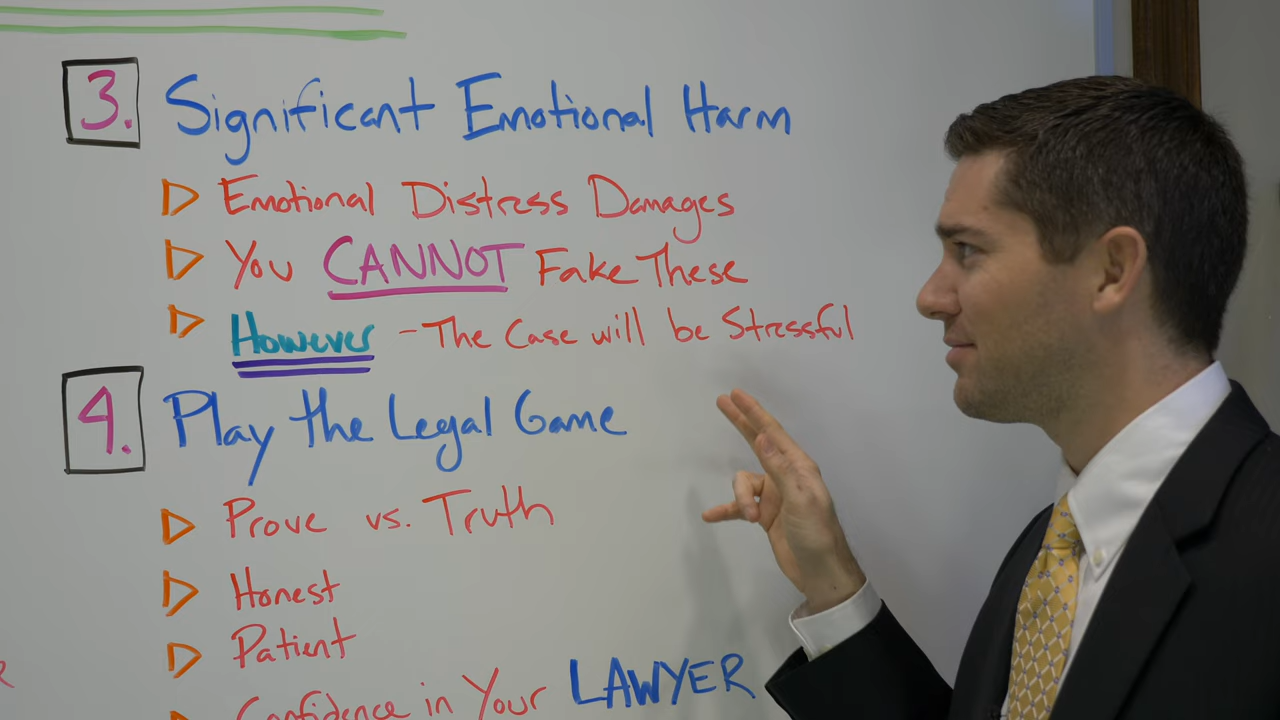 3. Significant Emotional Harm
Emotional Distress Damages
You CANNOT Fake These
However - The Case will be Stressful
4. Play the Legal Game
Prove vs. Truth
Honest
Patient
Confidence in Your LAWYER